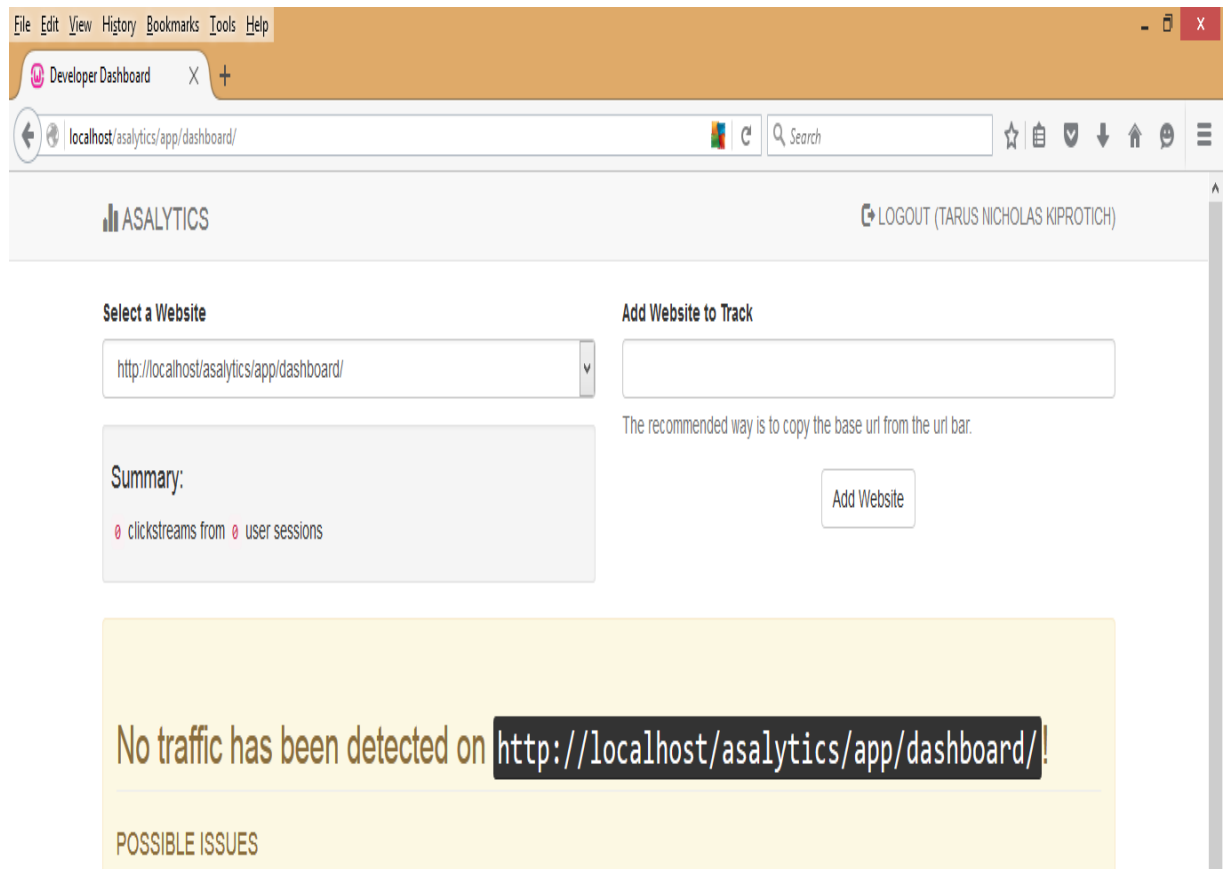 File Edit View History Bookmarks Tools Help
Developer Dashboard
localhost/asalytics/app/dashboard/
Search
ASALYTICS
LOGOUT (TARUS NICHOLAS KIPROTICH)
Select a Website
http://localhost/asalytics/app/dashboard/
Add Website to Track
The recommended way is to copy the base url from the url bar.
Add Website
Summary:
0 clickstreams from 0 user sessions
No traffic has been detected on http://localhost/asalytics/app/dashboard/!
POSSIBLE ISSUES